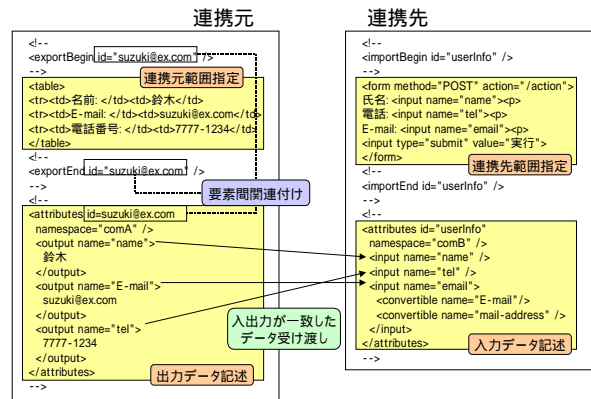 連携元
<!--
<exportBegin id="suzuki@ex.com" />
-->
連携元範囲指定
<table>
<tr><td>名前: </td><td>鈴木</td>
<tr><td>E-mail: </td><td>suzuki@ex.com</td>
<tr><td>電話番号: </td><td>7777-1234</td>
</table>
<!--
<exportEnd id="suzuki@ex.com" />
-->
要素間関連付け
<!--
<attributes id=suzuki@ex.com
namespace="comA" />
<output name="name">
鈴木
</output>
<output name="E-mail">
suzuki@ex.com
</output>
<output name="tel">
7777-1234
</output>
</attributes>
出力データ記述
-->
入出力が一致した
データ受け渡し
連携先
<!--
<importBegin id="userInfo" />
-->
<form method="POST" action="/action">
氏名: <input name="name"><p>
電話: <input name="tel"><p>
E-mail: <input name="email"><p>
<input type="submit" value="実行">
</form>
連携先範囲指定
<!--
<importEnd id="userInfo" />
-->
<!--
<attributes id="userInfo"
namespace="comB" />
<input name="name" />
<input name="tel" />
<input name="email">
<convertible name="E-mail"/>
<convertible name="mail-address" />
</input>
</attributes>
入力データ記述
-->